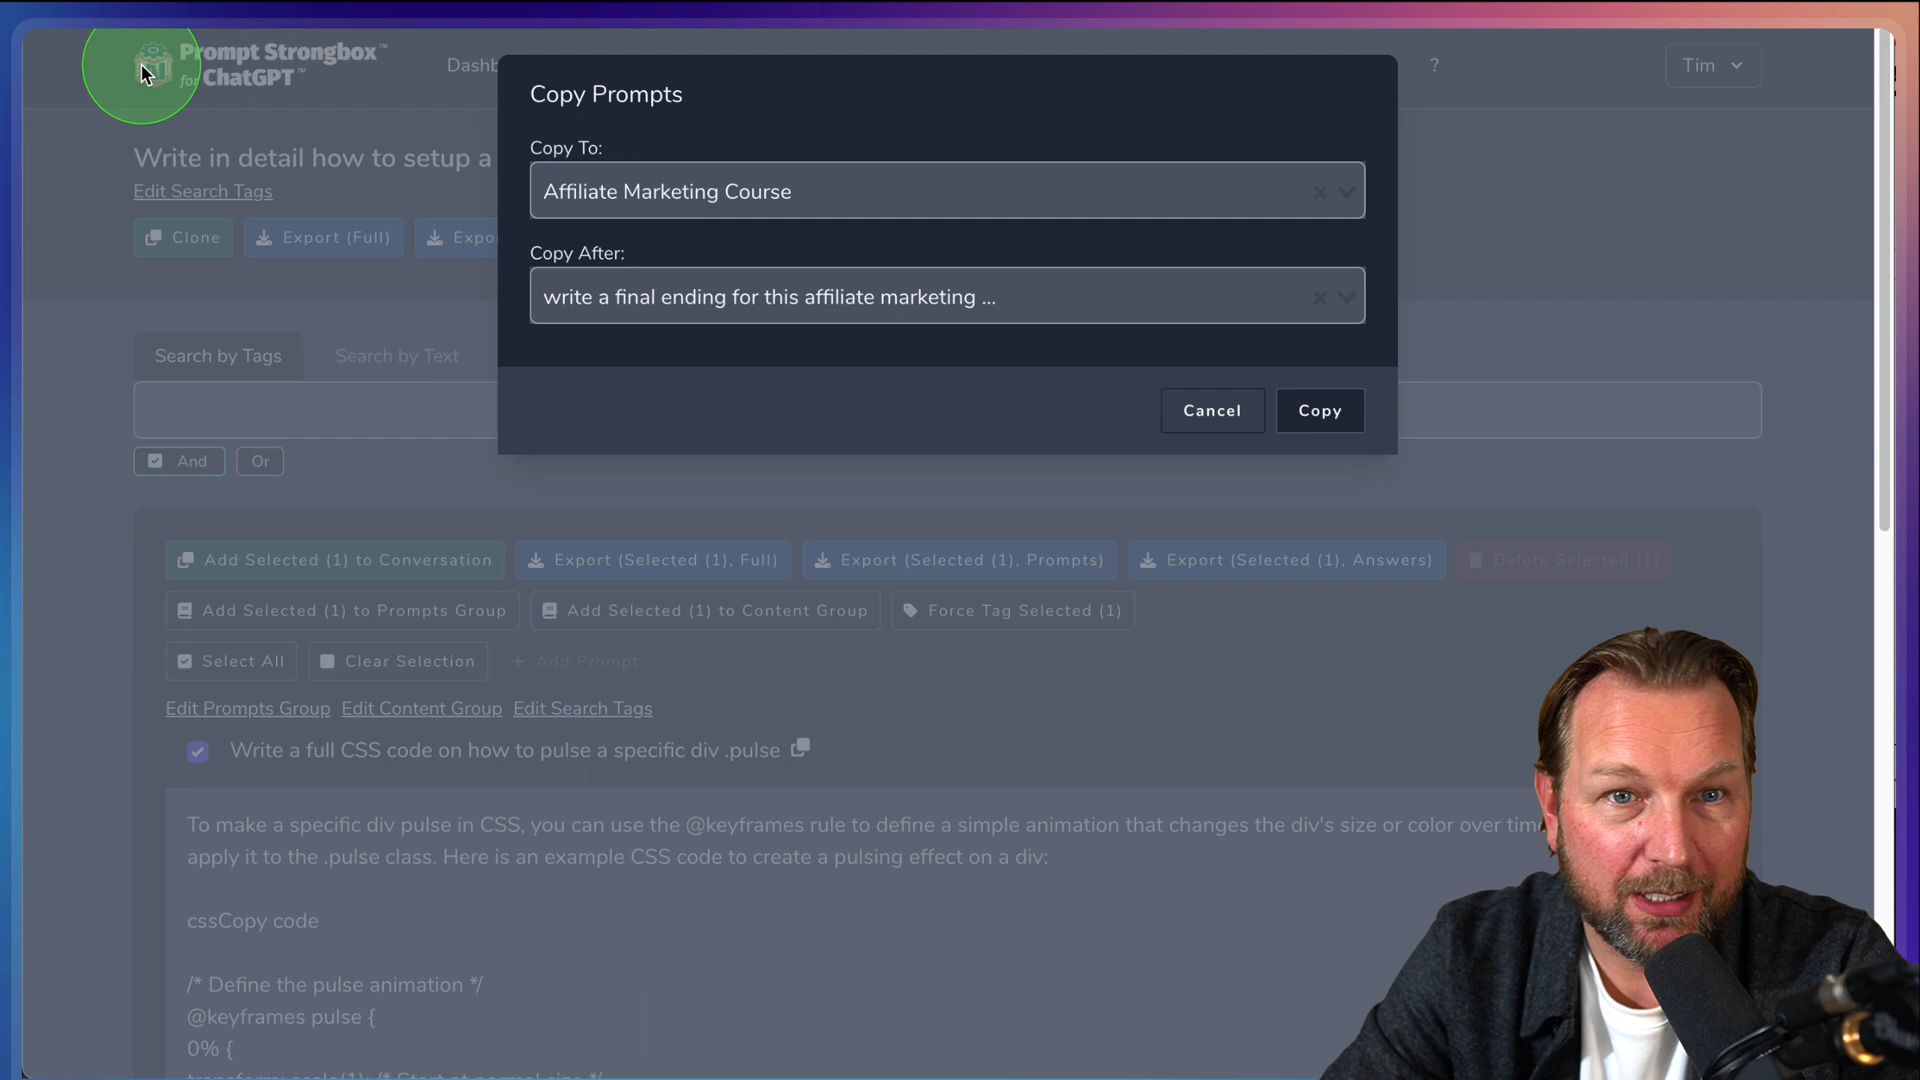 Prompt Strongbox™
for ChatGPT™
Dashb
?
Tim
Copy Prompts
Copy To:
Affiliate Marketing Course
Copy After:
write a final ending for this affiliate marketing ...
Cancel
Copy
Write in detail how to setup a
Edit Search Tags
Clone
Export (Full)
Expo
Search by Tags
Search by Text
And
Or
Add Selected (1) to Conversation
Export (Selected (1), Full)
Export (Selected (1), Prompts)
Export (Selected (1), Answers)
Delete Selected (1)
Add Selected (1) to Prompts Group
Add Selected (1) to Content Group
Force Tag Selected (1)
Select All
Clear Selection
+ Add Prompt
Edit Prompts Group
Edit Content Group
Edit Search Tags
Write a full CSS code on how to pulse a specific div .pulse
To make a specific div pulse in CSS, you can use the @keyframes rule to define a simple animation that changes the div's size or color over tim
apply it to the .pulse class. Here is an example CSS code to create a pulsing effect on a div:
cssCopy code
/* Define the pulse animation */
@keyframes pulse {
0% {
transform: scale(1); /* Start at normal size */